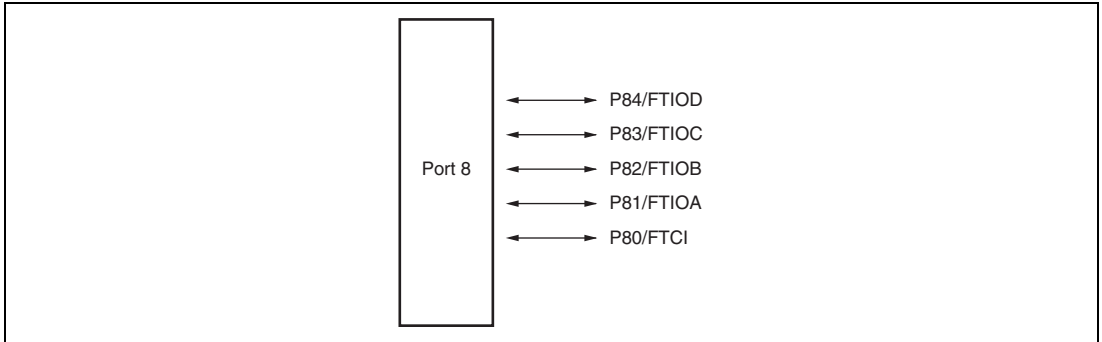 P84/FTIOD
P83/FTIOC
Port 8
P82/FTIOB
P81/FTIOA
P80/FTCI